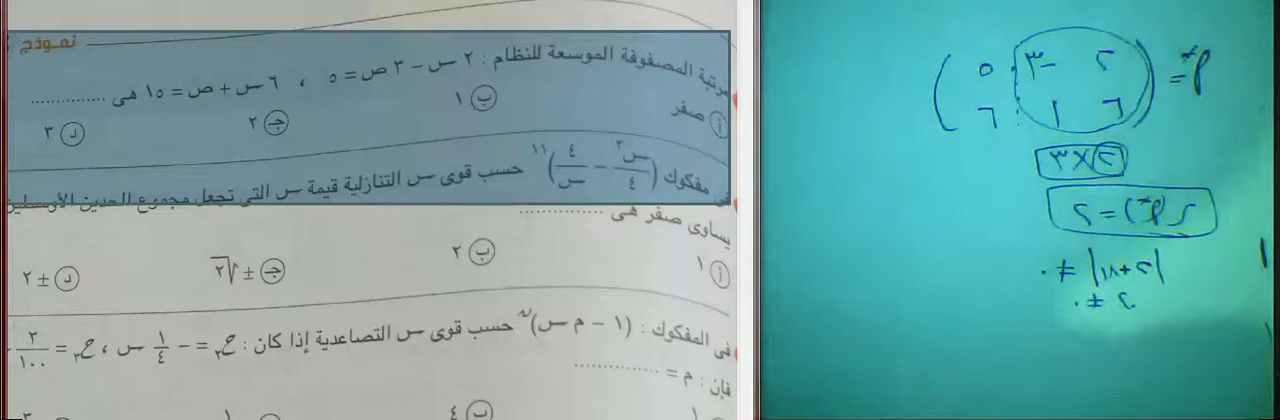 نموذج
مرتبة المصفوفة الموسعة للنظام : ٢ س − ٣ ص = ٥ ، ٦ س + ص = ١٥ هى ..............
أ صفر ب ١ ج ٢ د ٣
فى مفكوك (س٢/٤ − ٤/س)١١ حسب قوى س التنازلية قيمة س التى تجعل مجموع الحدين الأوسطين
يساوى صفر هى ..............
أ ١ ب ٢ ج ± √٢ د ± ٢
فى المفكوك : (١ − م س)ن حسب قوى س التصاعدية إذا كان : ح٢ = − ١/٤ س ، ح٣ = ٣/١٠٠
فإن : م = ..............
ب ٤
٢ ٣− ٥
٦ ١ ٦
٢ × ٣
٢ = (*م) ر
|٢+١٨| ≠ ٠
٢٠ ≠ ٠